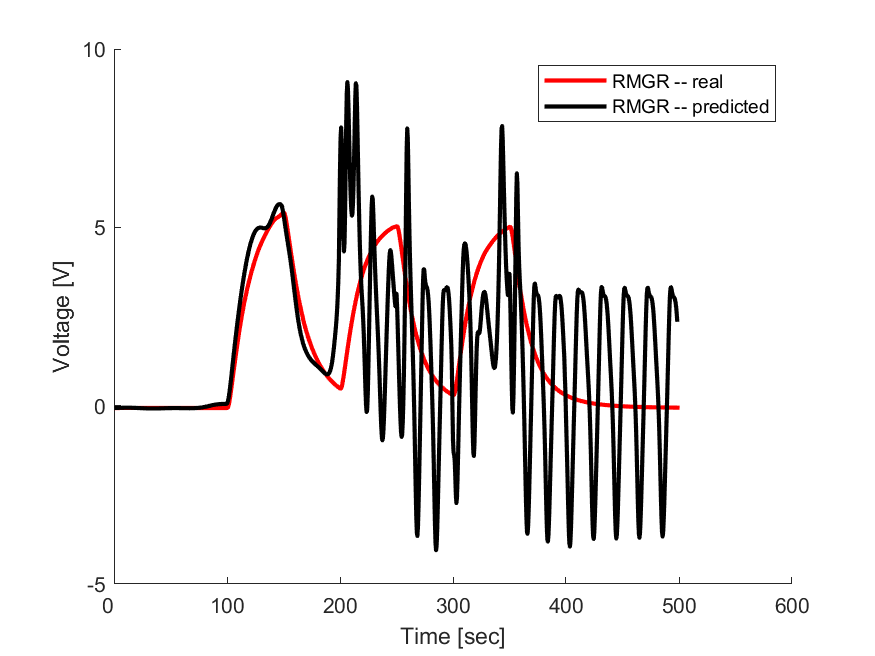 10
5
0
-5
0 100 200 300 400 500 600
Voltage [V]
Time [sec]
RMGR -- real
RMGR -- predicted